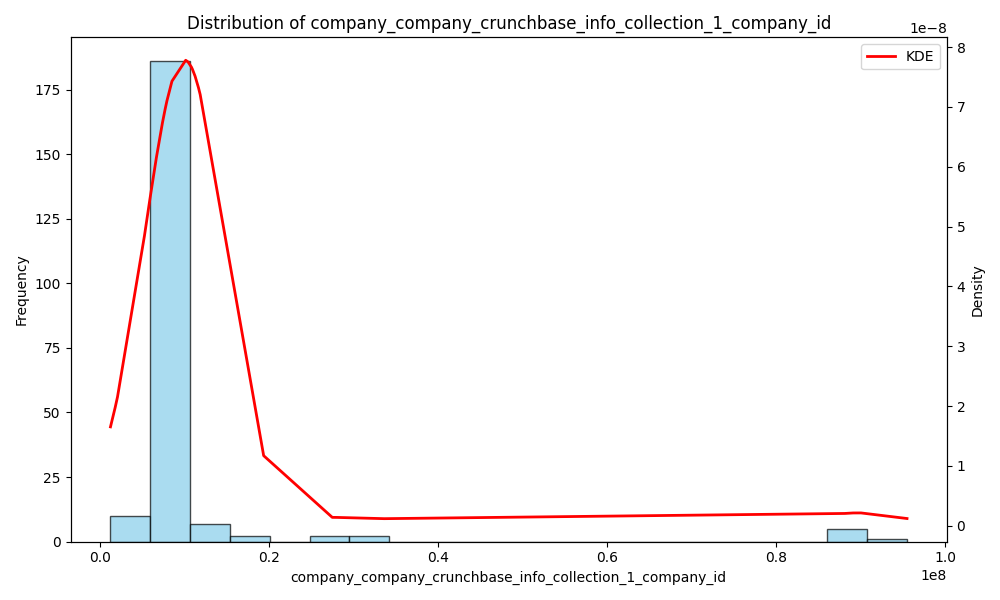 Distribution of company_company_crunchbase_info_collection_1_company_id
1e−8
KDE
Frequency
175
150
125
100
75
50
25
0
8
7
6
5
4
3
2
1
0
Density
0.0 0.2 0.4 0.6 0.8 1.0
1e8
company_company_crunchbase_info_collection_1_company_id